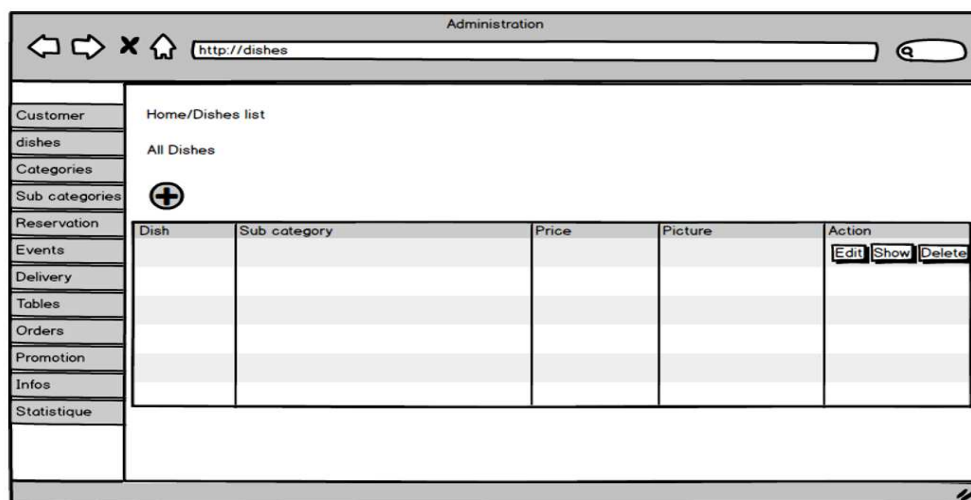 Administration
http://dishes
Customer
dishes
Categories
Sub categories
Reservation
Events
Delivery
Tables
Orders
Promotion
Infos
Statistique
Home/Dishes list
All Dishes
Dish Sub category Price Picture Action
Edit Show Delete